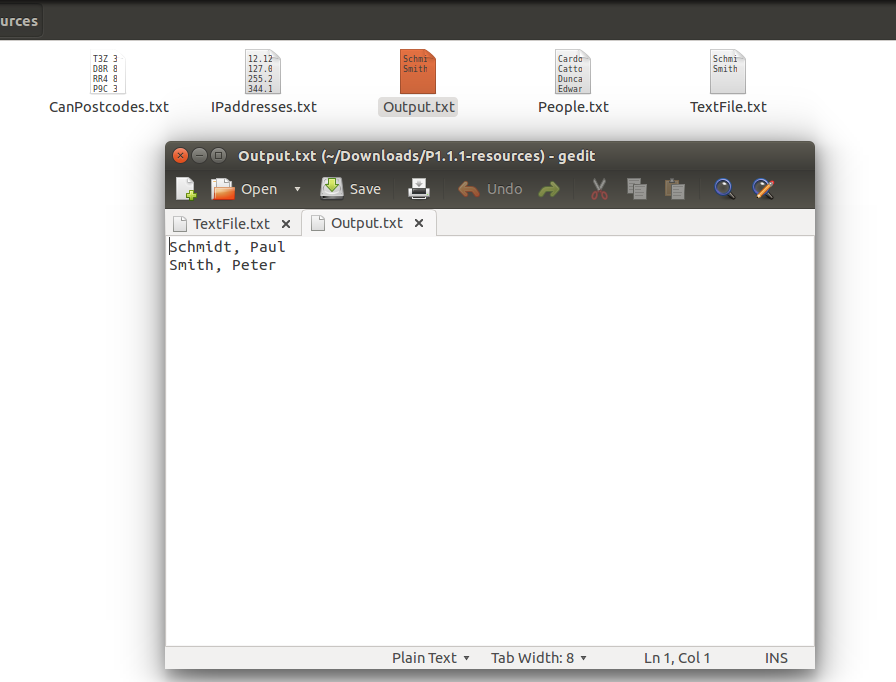 urces
T3Z 3
D8R 8
RR4 8
P9C 3
12.12
127.0
255.2
344.1
Schmi
Smith
Cardo
Catto
Dunca
Edwar
Schmi
Smith
CanPostcodes.txt IPaddresses.txt Output.txt People.txt TextFile.txt
Output.txt (~/Downloads/P1.1.1-resources) - gedit
Open Save Undo
TextFile.txt Output.txt
Schmidt, Paul
Smith, Peter
Plain Text Tab Width: 8 Ln 1, Col 1 INS